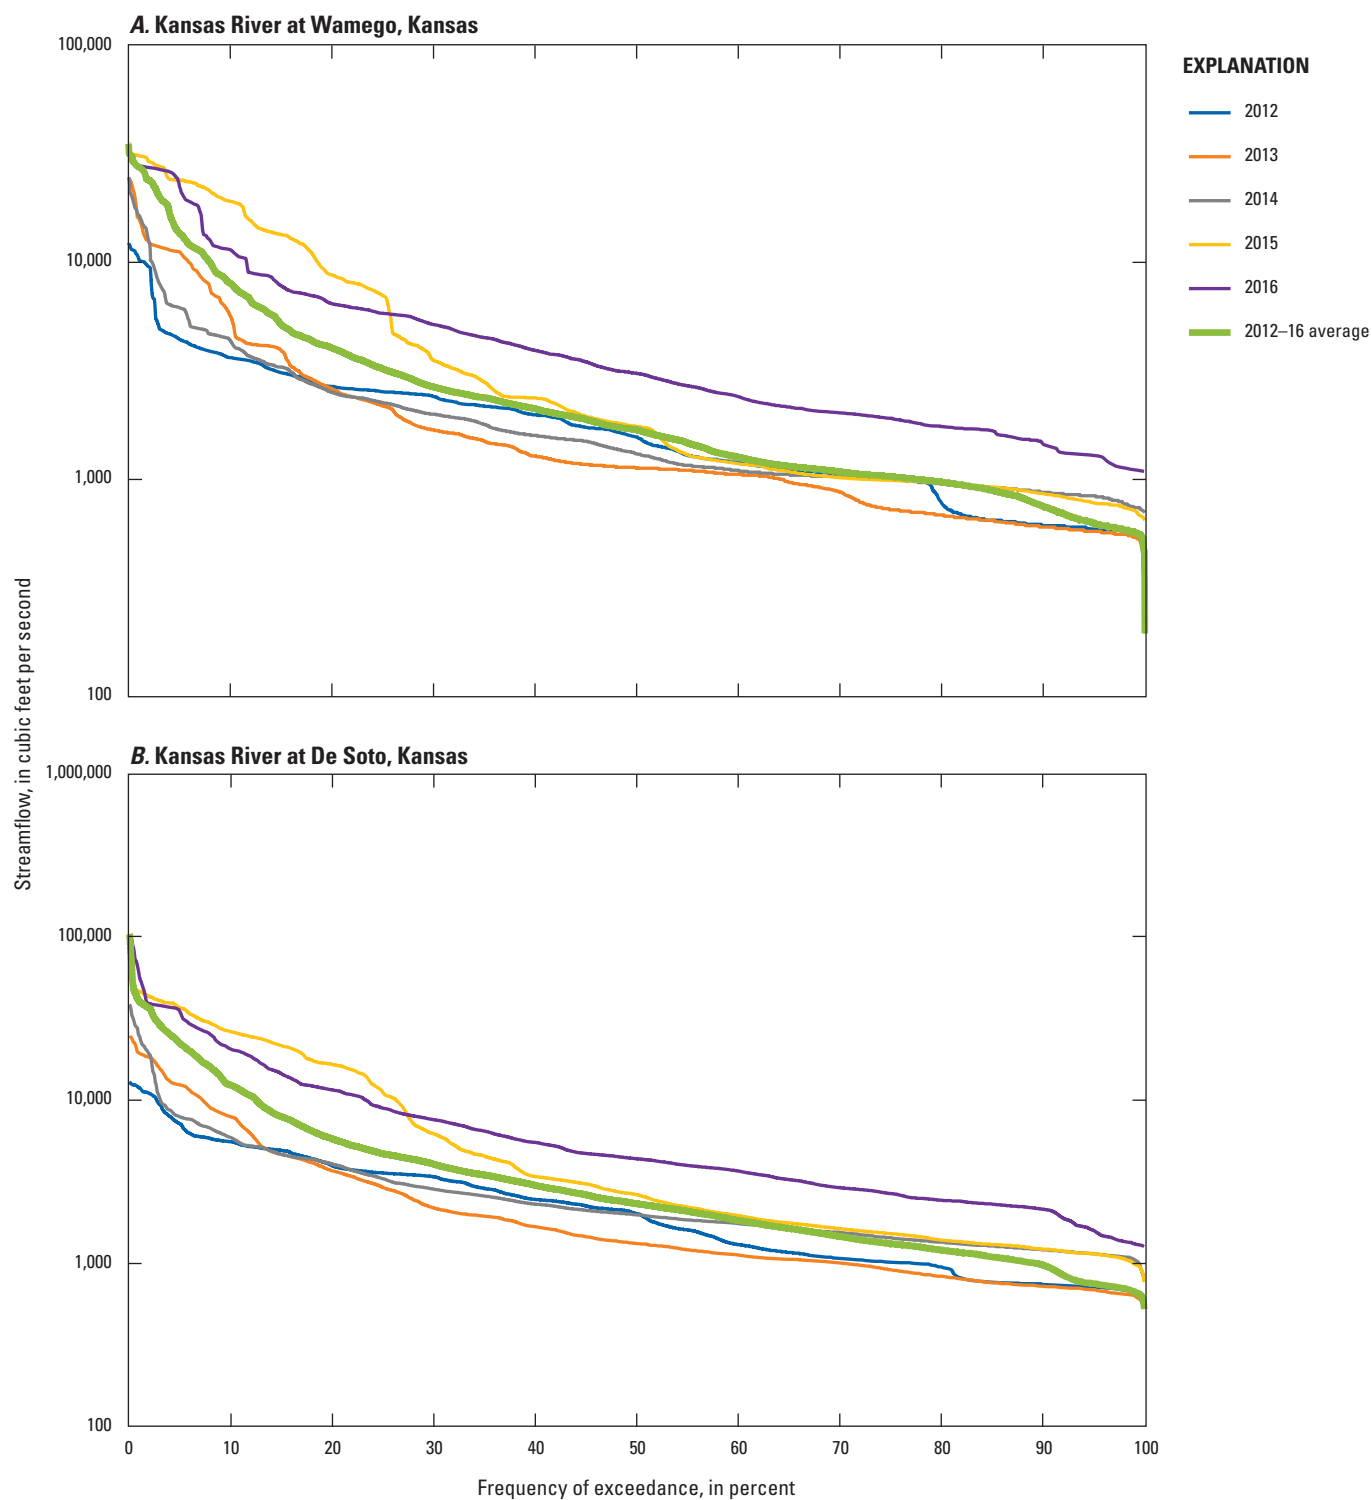 A. Kansas River at Wamego, Kansas
100,000
10,000
1,000
100
EXPLANATION
2012
2013
2014
2015
2016
2012–16 average
Streamflow, in cubic feet per second
B. Kansas River at De Soto, Kansas
1,000,000
100,000
10,000
1,000
100
0 10 20 30 40 50 60 70 80 90 100
Frequency of exceedance, in percent